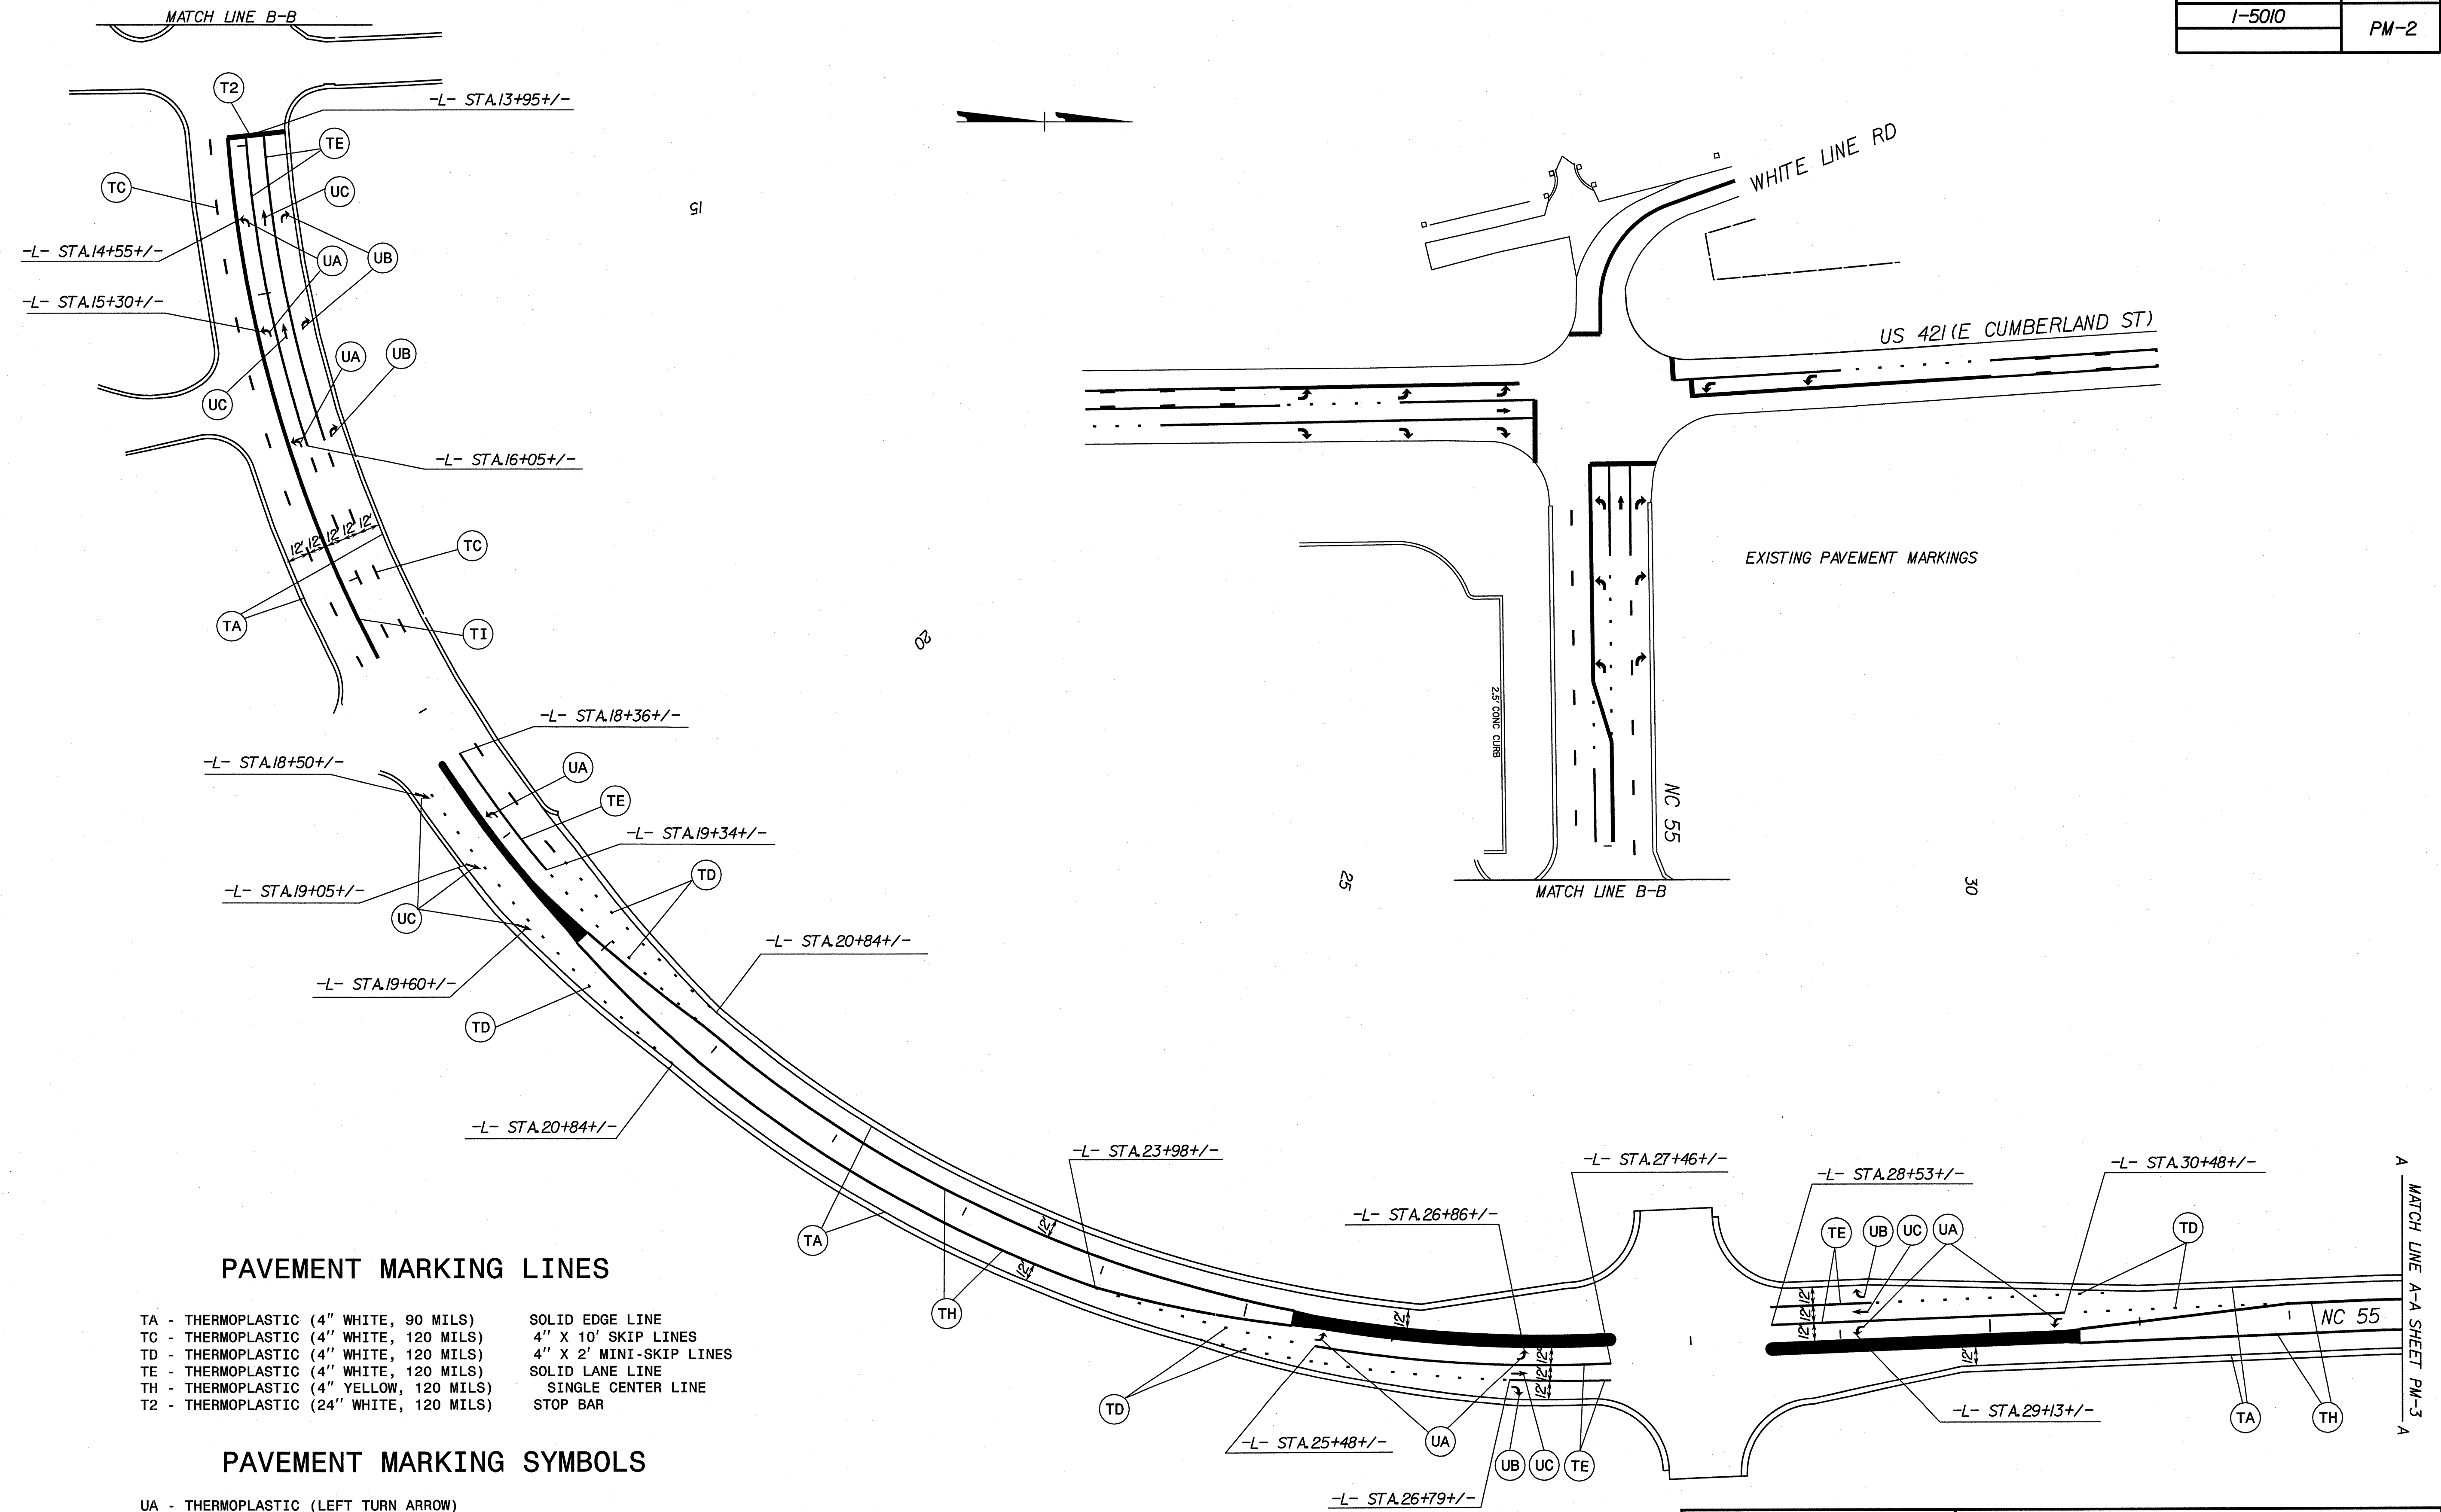 MATCH LINE B-B
I-5010
PM-2
T2
-L- STA.13+95+/-
TE
TC
UC
-L- STA.14+55+/-
UA
UB
-L- STA.15+30+/-
UA
UB
UC
-L- STA.16+05+/-
12' 12' 12' 12' 12'
TC
TA
TI
15
20
25
30
WHITE LINE RD
US 421 (E CUMBERLAND ST)
EXISTING PAVEMENT MARKINGS
2.5' CONC CURB
NC 55
MATCH LINE B-B
-L- STA.18+36+/-
-L- STA.18+50+/-
UA
TE
-L- STA.19+34+/-
-L- STA.19+05+/-
TD
UC
-L- STA.20+84+/-
-L- STA.19+60+/-
TD
-L- STA.20+84+/-
-L- STA.23+98+/-
12'
12'
TA
TH
-L- STA.27+46+/-
-L- STA.26+86+/-
12'
12' 12' 12'
TD
-L- STA.25+48+/-
UA
UB
UC
TE
-L- STA.26+79+/-
-L- STA.28+53+/-
-L- STA.30+48+/-
TE
UB
UC
UA
TD
12' 12' 12'
12'
NC 55
-L- STA.29+13+/-
TA
TH
A
MATCH LINE A-A SHEET PM-3
A
PAVEMENT MARKING LINES
TA - THERMOPLASTIC (4" WHITE, 90 MILS) SOLID EDGE LINE
TC - THERMOPLASTIC (4" WHITE, 120 MILS) 4" X 10' SKIP LINES
TD - THERMOPLASTIC (4" WHITE, 120 MILS) 4" X 2' MINI-SKIP LINES
TE - THERMOPLASTIC (4" WHITE, 120 MILS) SOLID LANE LINE
TH - THERMOPLASTIC (4" YELLOW, 120 MILS) SINGLE CENTER LINE
T2 - THERMOPLASTIC (24" WHITE, 120 MILS) STOP BAR
PAVEMENT MARKING SYMBOLS
UA - THERMOPLASTIC (LEFT TURN ARROW)